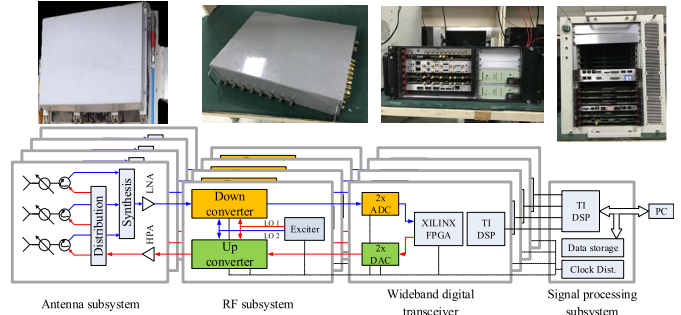 Distribution
Synthesis
LNA
HPA
Down
converter
LO 1
LO 2
Exciter
Up
converter
2x
ADC
2x
DAC
XILINX
FPGA
TI
DSP
TI
DSP
PC
Data storage
Clock Dist.
Antenna subsystem
RF subsystem
Wideband digital
transceiver
Signal processing
subsystem